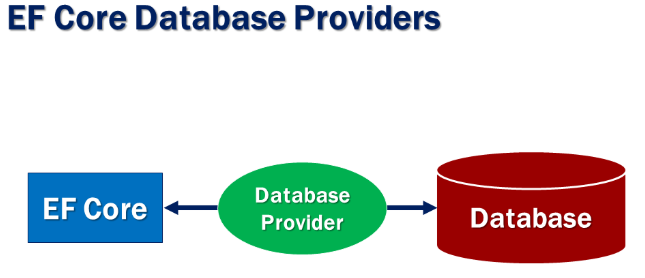 EF Core Database Providers
EF Core
Database
Provider
Database